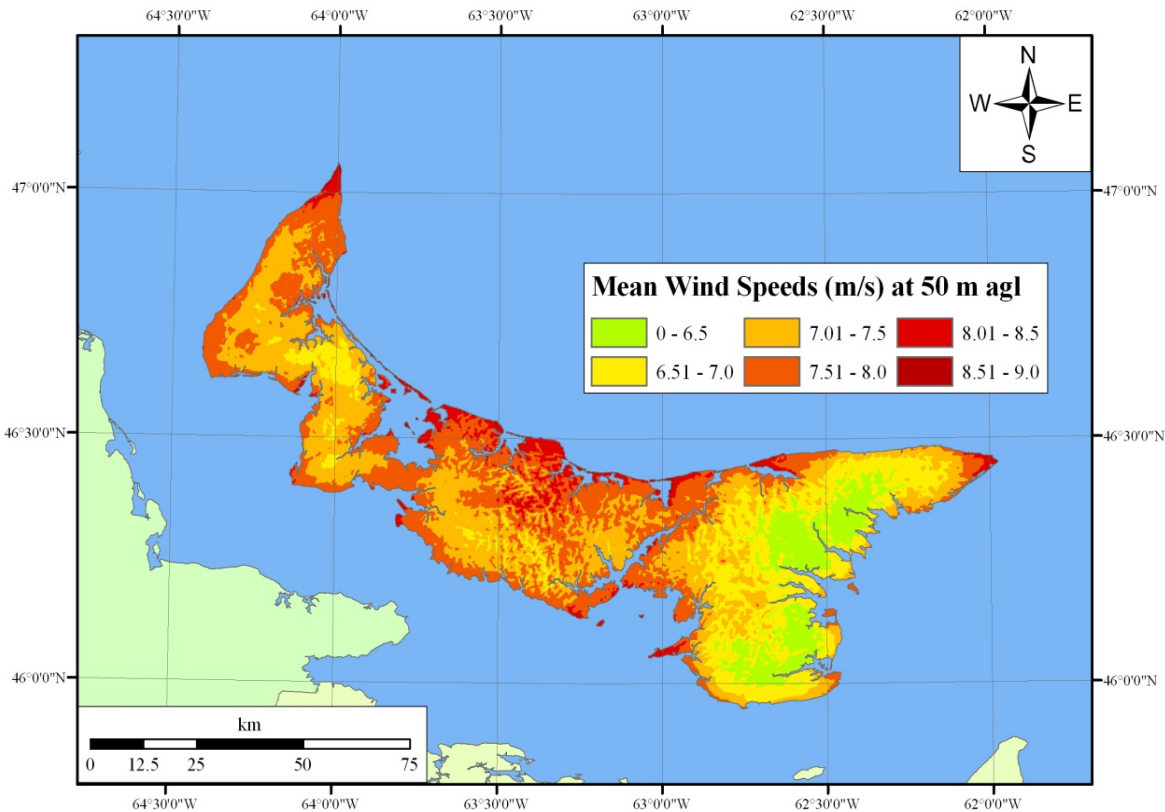 64°30'0"W 64°0'0"W 63°30'0"W 63°0'0"W 62°30'0"W 62°0'0"W
N
W E
S
47°0'0"N 47°0'0"N
Mean Wind Speeds (m/s) at 50 m agl
0 - 6.5 7.01 - 7.5 8.01 - 8.5
6.51 - 7.0 7.51 - 8.0 8.51 - 9.0
46°30'0"N 46°30'0"N
46°0'0"N 46°0'0"N
km
0 12.5 25 50 75
64°30'0"W 64°0'0"W 63°30'0"W 63°0'0"W 62°30'0"W 62°0'0"W